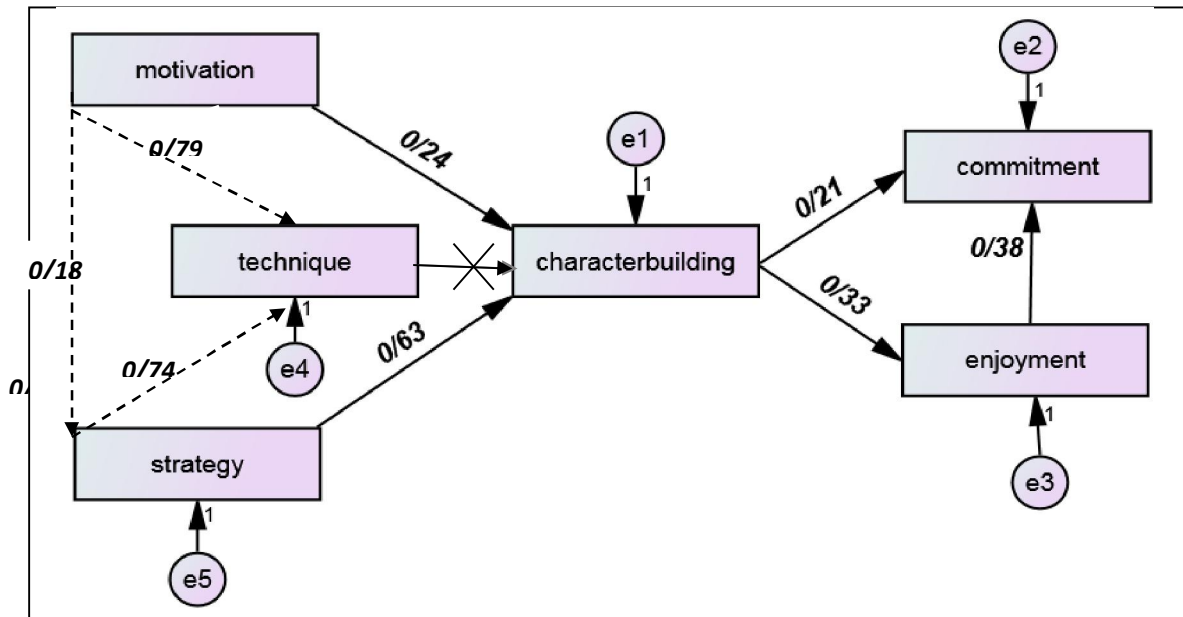 motivation
0/79
0/24
e1
1
e2
1
commitment
0/21
technique
characterbuilding
0/38
0/18
1
e4
0/63
0/33
0/74
enjoyment
strategy
1
e5
1
e3